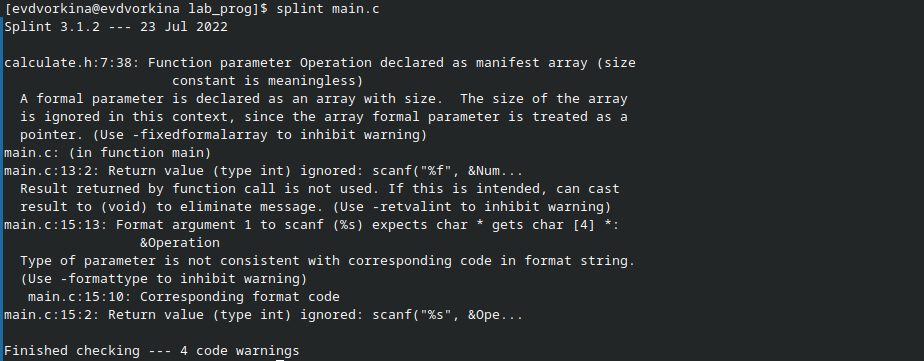 [evdvorkina@evdvorkina lab_prog]$ splint main.c
Splint 3.1.2 --- 23 Jul 2022

calculate.h:7:38: Function parameter Operation declared as manifest array (size
                     constant is meaningless)
  A formal parameter is declared as an array with size.  The size of the array
  is ignored in this context, since the array formal parameter is treated as a
  pointer. (Use -fixedformalarray to inhibit warning)
main.c: (in function main)
main.c:13:2: Return value (type int) ignored: scanf("%f", &Num...
  Result returned by function call is not used. If this is intended, can cast
  result to (void) to eliminate message. (Use -retvalint to inhibit warning)
main.c:15:13: Format argument 1 to scanf (%s) expects char * gets char [4] *:
                 &Operation
  Type of parameter is not consistent with corresponding code in format string.
  (Use -formattype to inhibit warning)
   main.c:15:10: Corresponding format code
main.c:15:2: Return value (type int) ignored: scanf("%s", &Ope...

Finished checking --- 4 code warnings